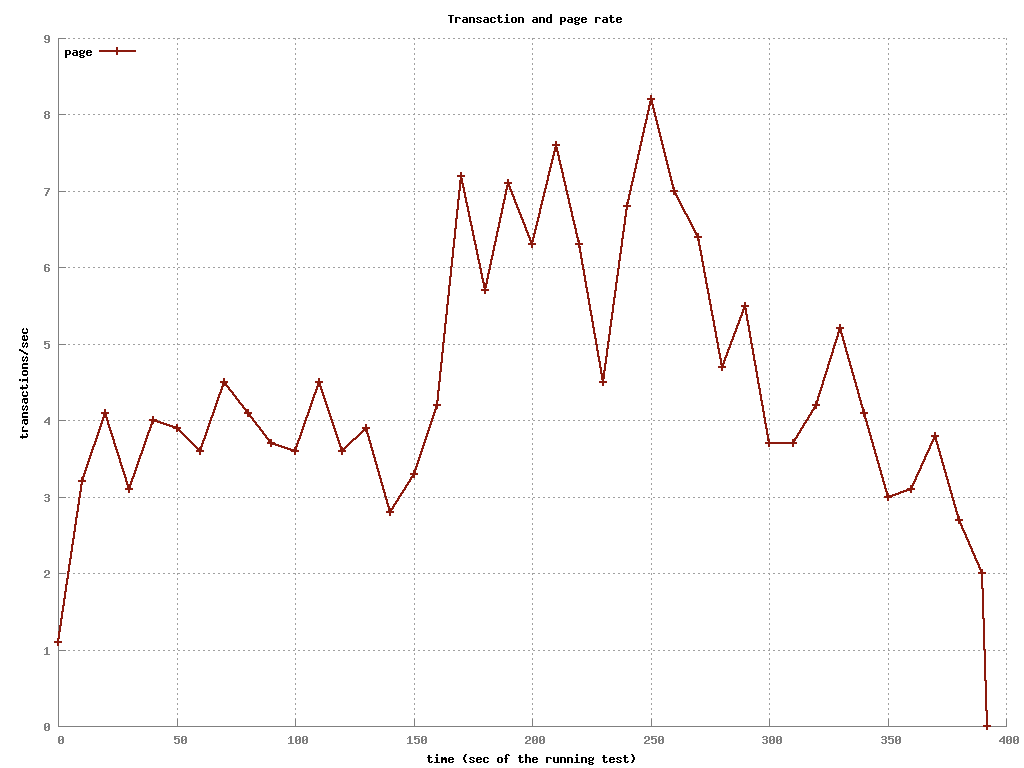 Transaction and page rate
page
9
8
7
6
5
4
3
2
1
0
transactions/sec
0 50 100 150 200 250 300 350 400
time (sec of the running test)